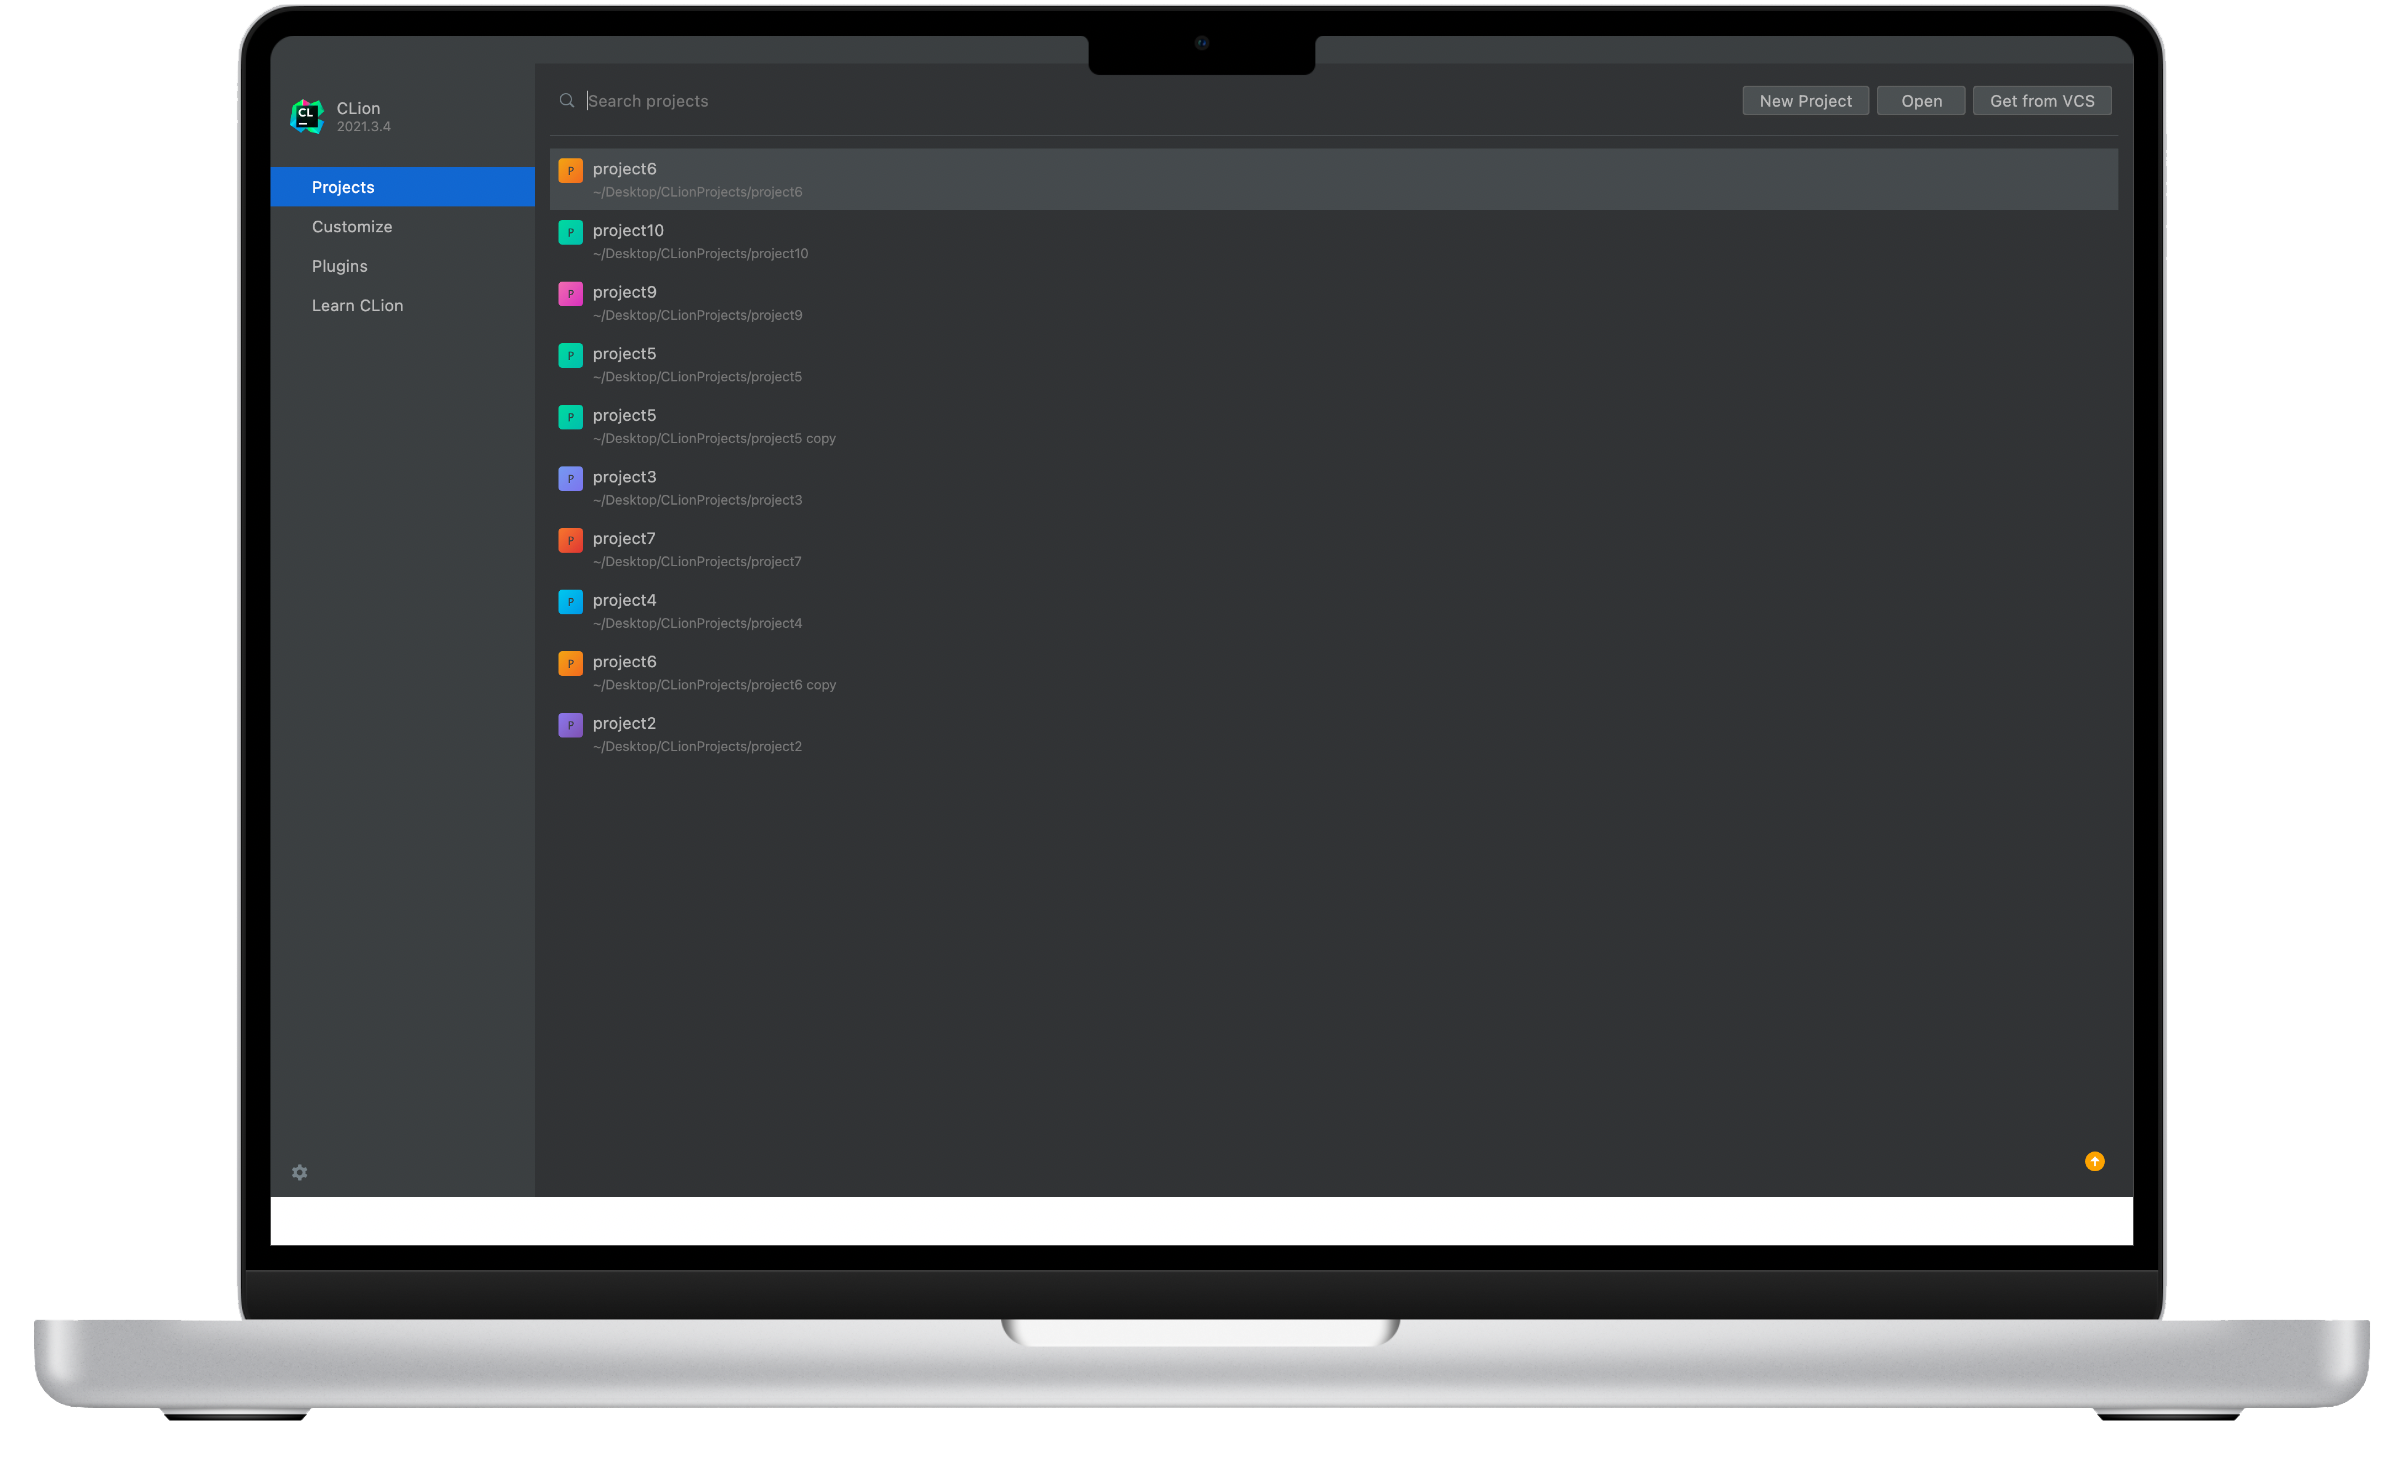 CL
CLion
2021.3.4
Projects
Customize
Plugins
Learn CLion
Search projects
New Project
Open
Get from VCS
P
project6
~/Desktop/CLionProjects/project6
P
project10
~/Desktop/CLionProjects/project10
P
project9
~/Desktop/CLionProjects/project9
P
project5
~/Desktop/CLionProjects/project5
P
project5
~/Desktop/CLionProjects/project5 copy
P
project3
~/Desktop/CLionProjects/project3
P
project7
~/Desktop/CLionProjects/project7
P
project4
~/Desktop/CLionProjects/project4
P
project6
~/Desktop/CLionProjects/project6 copy
P
project2
~/Desktop/CLionProjects/project2